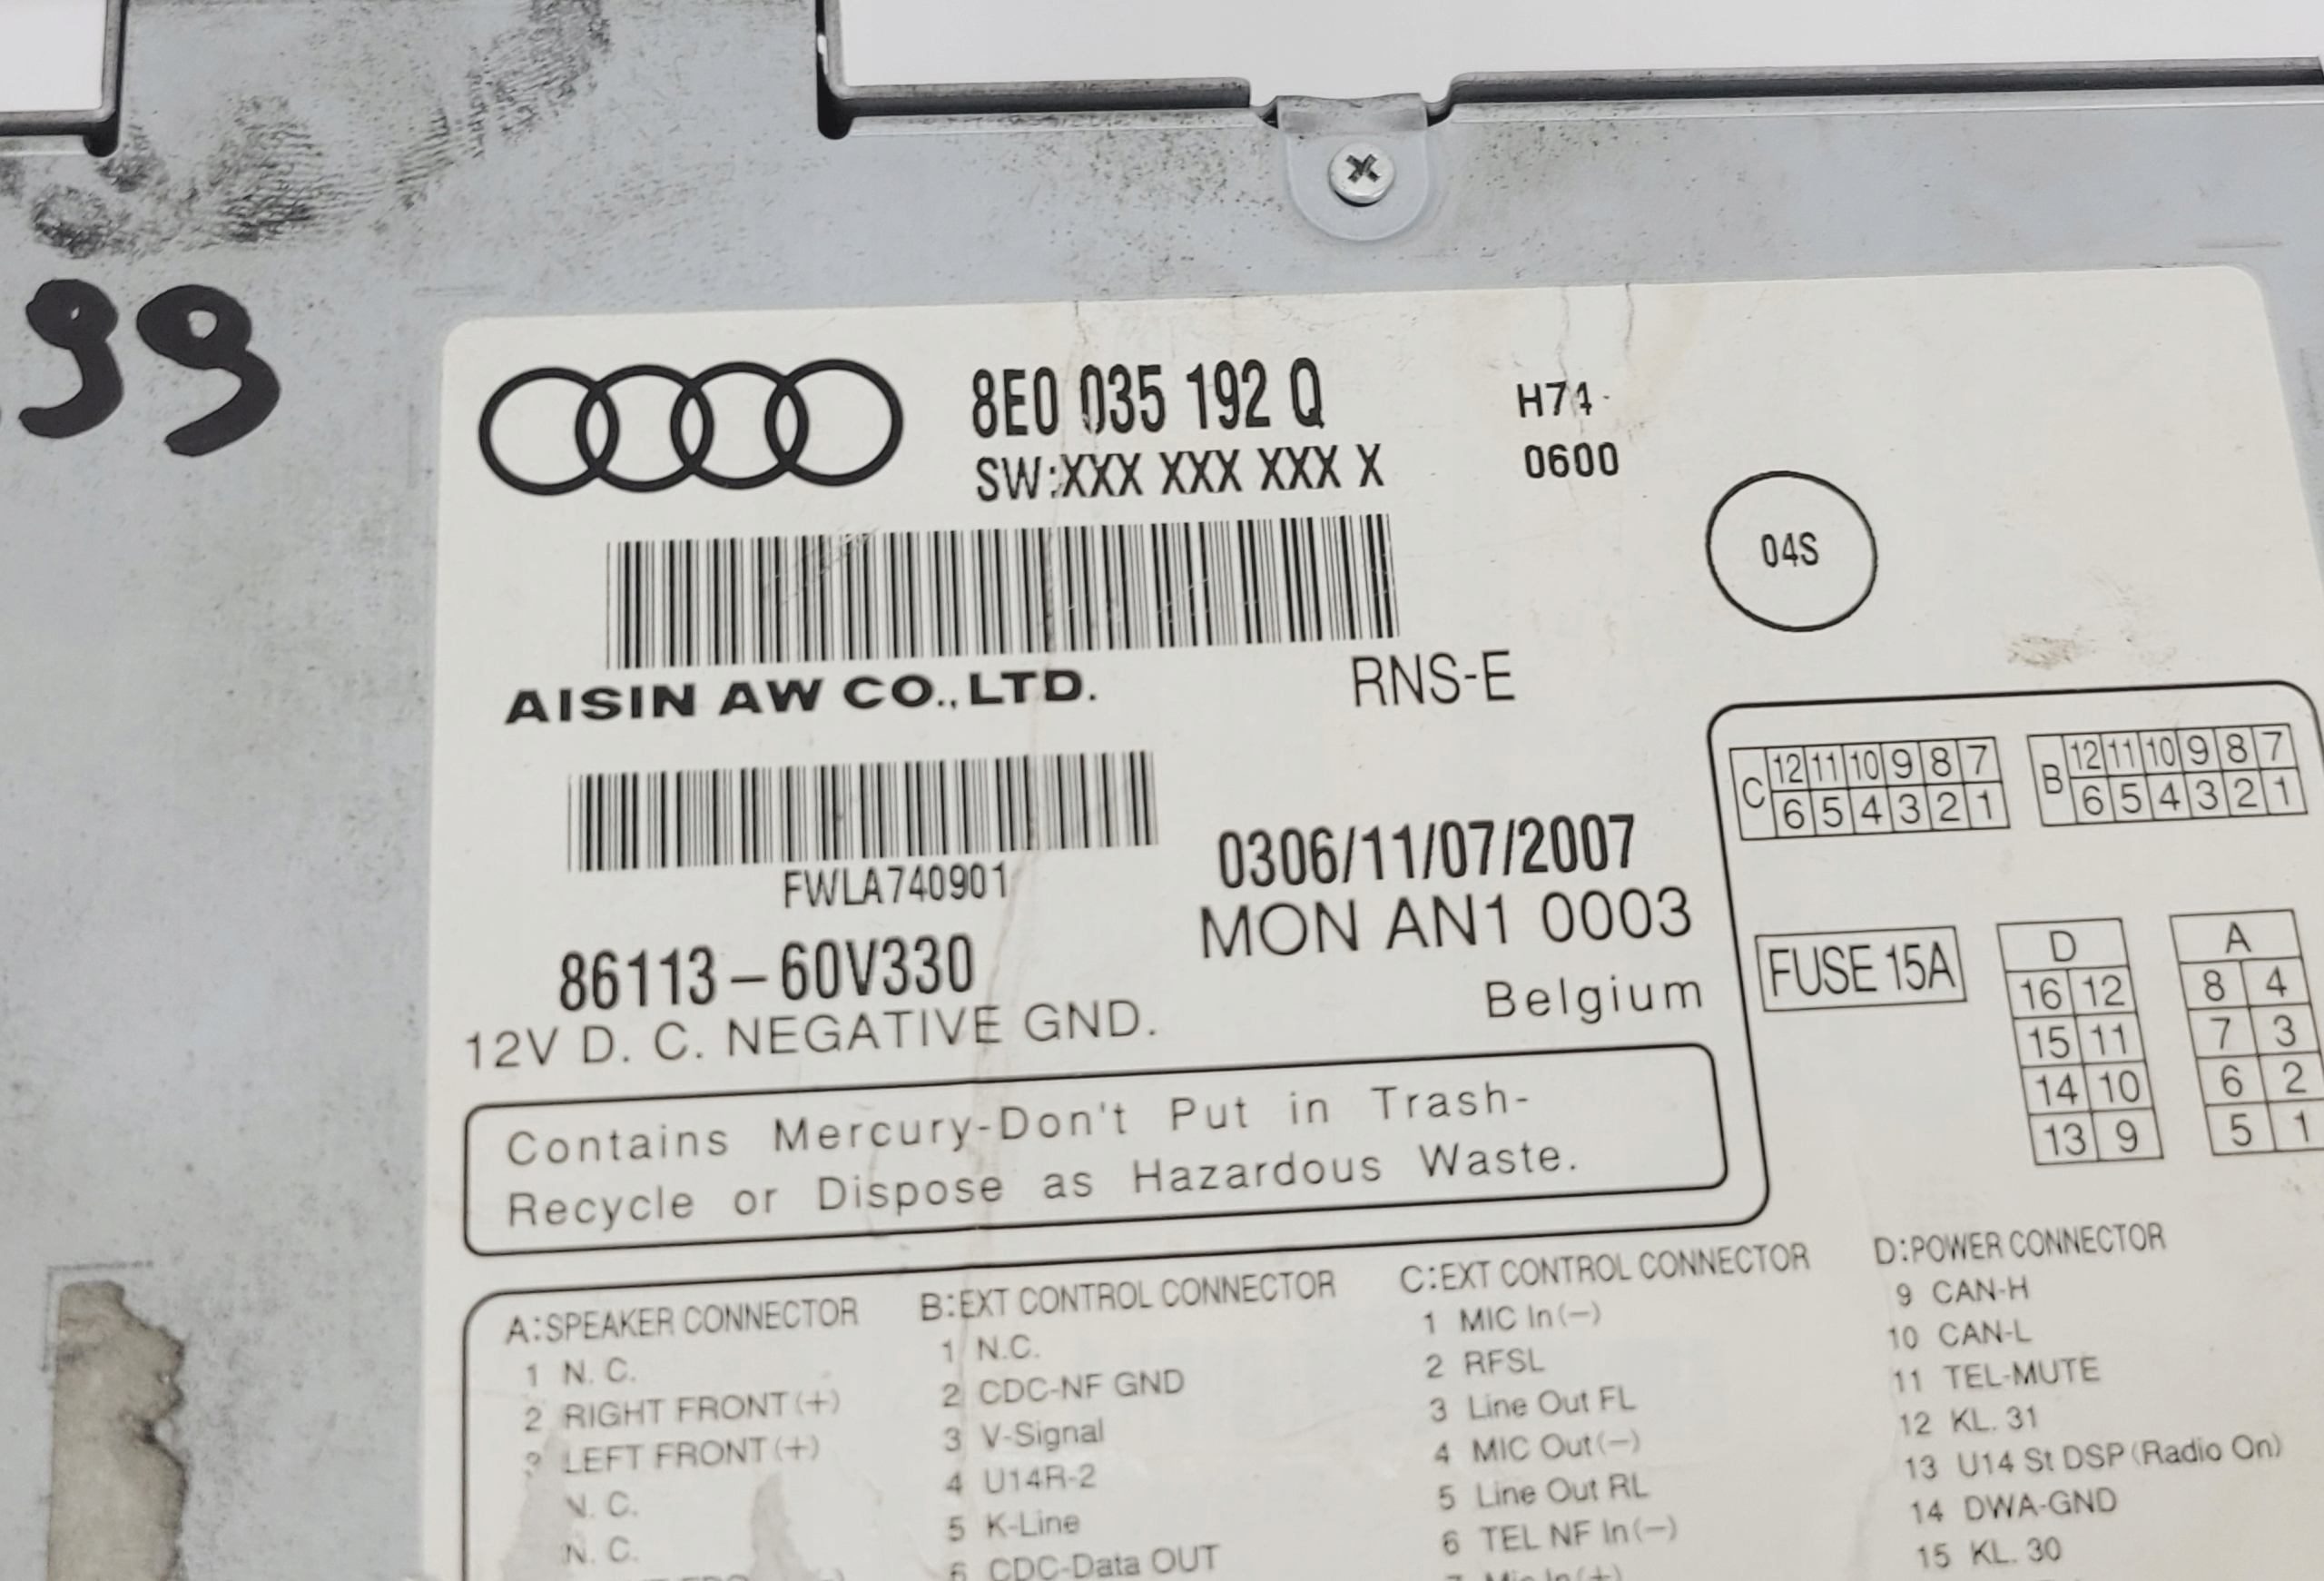 99
8E0 035 192 Q
SW:XXX XXX XXX X
H74
0600
04S
AISIN AW CO., LTD.
RNS-E
FWLA740901
0306/11/07/2007
MON AN1 0003
86113-60V330
Belgium
12V D. C. NEGATIVE GND.
Contains Mercury-Don't Put in Trash-
Recycle or Dispose as Hazardous Waste.
C 12 11 10 9 8 7
6 5 4 3 2 1
B 12 11 10 9 8 7
6 5 4 3 2 1
FUSE 15A
D
16 12
15 11
14 10
13 9
A
8 4
7 3
6 2
5 1
A:SPEAKER CONNECTOR
1 N. C.
2 RIGHT FRONT(+)
LEFT FRONT(+)
N. C.
N. C.
B:EXT CONTROL CONNECTOR
1 N.C.
2 CDC-NF GND
3 V-Signal
4 U14R-2
5 K-Line
6 CDC-Data OUT
C:EXT CONTROL CONNECTOR
1 MIC In(-)
2 RFSL
3 Line Out FL
4 MIC Out(-)
5 Line Out RL
6 TEL NF In(-)
7 Mic In(+)
D:POWER CONNECTOR
9 CAN-H
10 CAN-L
11 TEL-MUTE
12 KL. 31
13 U14 St DSP(Radio On)
14 DWA-GND
15 KL. 30